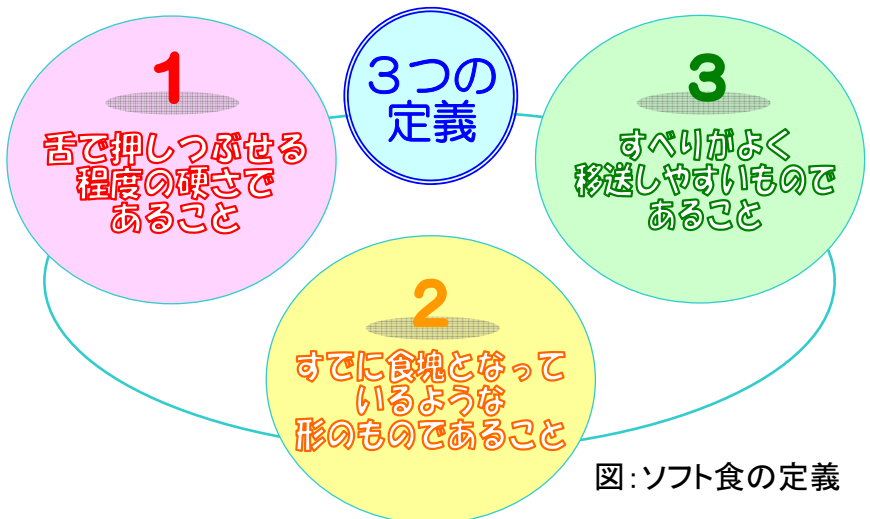 3つの
定義
1
舌で押しつぶせる
程度の硬さで
あること
2
すでに食塊となって
いるような
形のものであること
3
すべりがよく
移送しやすいもので
あること
図:ソフト食の定義